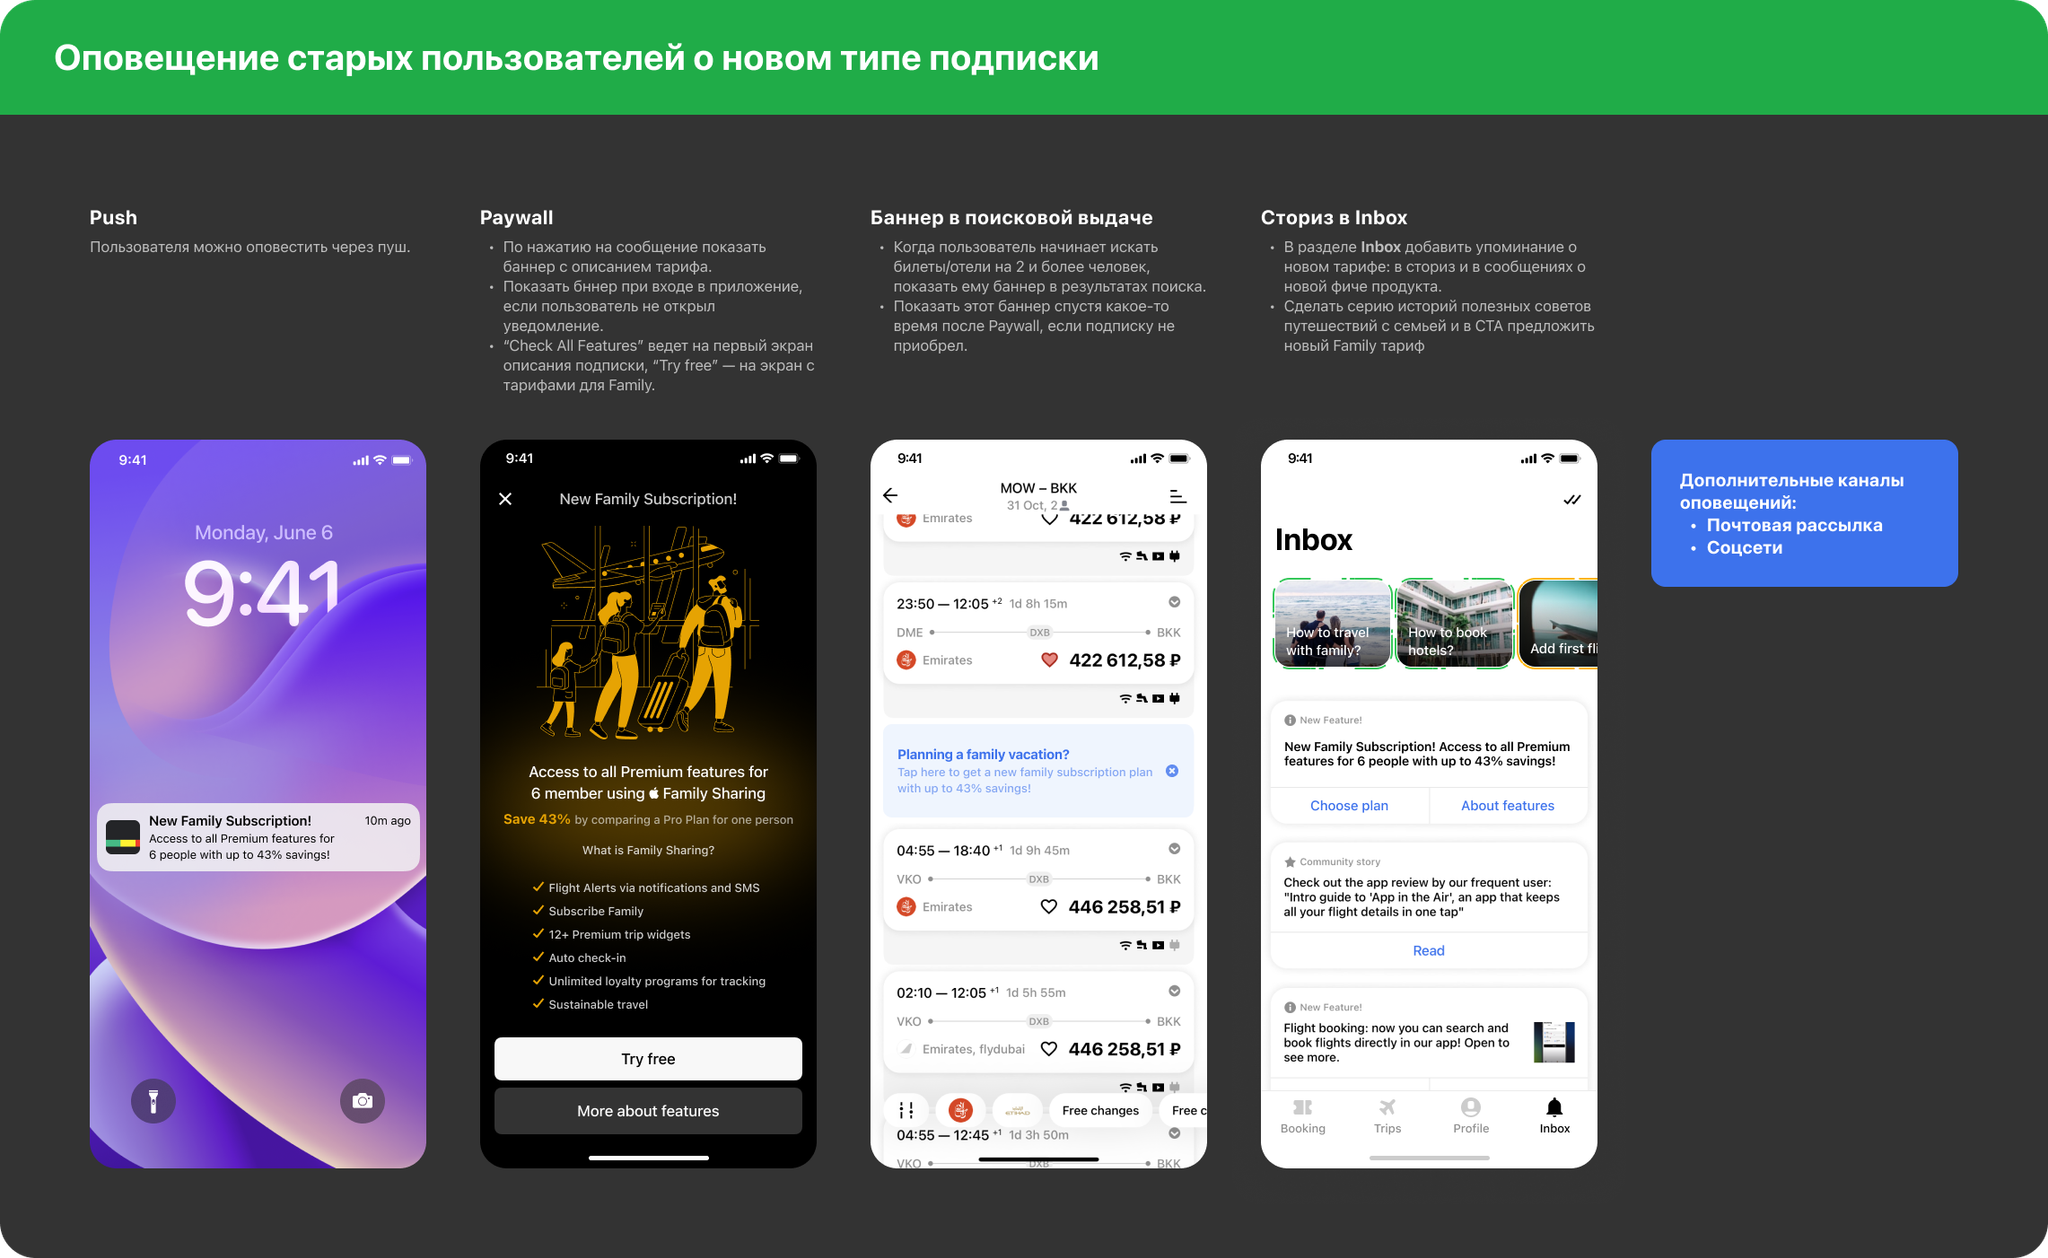 Оповещение старых пользователей о новом типе подписки
Push
Пользователя можно оповестить через пуш.
Paywall
• По нажатию на сообщение показать
баннер с описанием тарифа.
• Показать бннер при входе в приложение,
если пользователь не открыл
уведомление.
• “Check All Features” ведет на первый экран
описания подписки, “Try free” — на экран с
тарифами для Family.
Баннер в поисковой выдаче
• Когда пользователь начинает искать
билеты/отели на 2 и более человек,
показать ему баннер в результатах поиска.
• Показать этот баннер спустя какое-то
время после Paywall, если подписку не
приобрел.
Сториз в Inbox
• В разделе Inbox добавить упоминание о
новом тарифе: в сториз и в сообщениях о
новой фиче продукта.
• Сделать серию историй полезных советов
путешествий с семьей и в CTA предложить
новый Family тариф
9:41
Monday, June 6
9:41
New Family Subscription!
10m ago
Access to all Premium features for
6 people with up to 43% savings!
9:41
New Family Subscription!
Access to all Premium features for
6 member using Family Sharing
Save 43% by comparing a Pro Plan for one person
What is Family Sharing?
Flight Alerts via notifications and SMS
Subscribe Family
12+ Premium trip widgets
Auto check-in
Unlimited loyalty programs for tracking
Sustainable travel
Try free
More about features
9:41
MOW – BKK
31 Oct, 2
Emirates 422 612,58 ₽
23:50 — 12:05 +2 1d 8h 15m
DME DXB BKK
Emirates 422 612,58 ₽
Planning a family vacation?
Tap here to get a new family subscription plan
with up to 43% savings!
04:55 — 18:40 +1 1d 9h 45m
VKO DXB BKK
Emirates 446 258,51 ₽
02:10 — 12:05 +1 1d 5h 55m
VKO DXB BKK
Emirates, flydubai 446 258,51 ₽
ETIHAD Free changes Free c
04:55 — 12:45 +1 1d 3h 50m
VKO DXB BKK
9:41
Inbox
How to travel
with family?
How to book
hotels?
Add first fli
New Feature!
New Family Subscription! Access to all Premium
features for 6 people with up to 43% savings!
Choose plan About features
Community story
Check out the app review by our frequent user:
"Intro guide to 'App in the Air', an app that keeps
all your flight details in one tap"
Read
New Feature!
Flight booking: now you can search and
book flights directly in our app! Open to
see more.
Booking Trips Profile Inbox
Дополнительные каналы
оповещений:
• Почтовая рассылка
• Соцсети